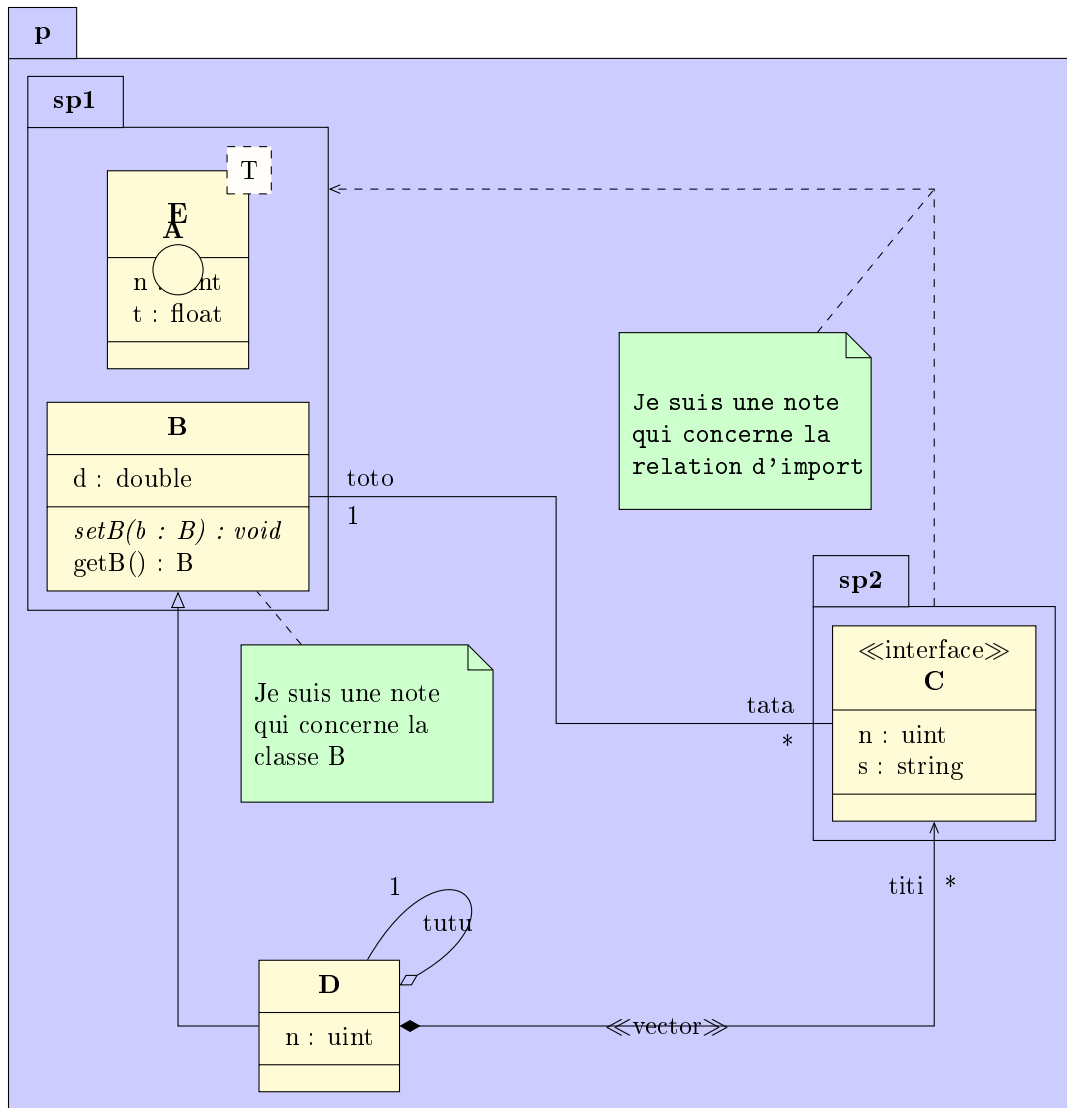 p
sp1
T
E
A
t : float
B
d : double
setB(b : B) : void
getB() : B
toto
1
Je suis une note
qui concerne la
relation d'import
sp2
≪interface≫
C
n : uint
s : string
tata
*
Je suis une note
qui concerne la
classe B
titi *
1
tutu
D
n : uint
≪vector≫